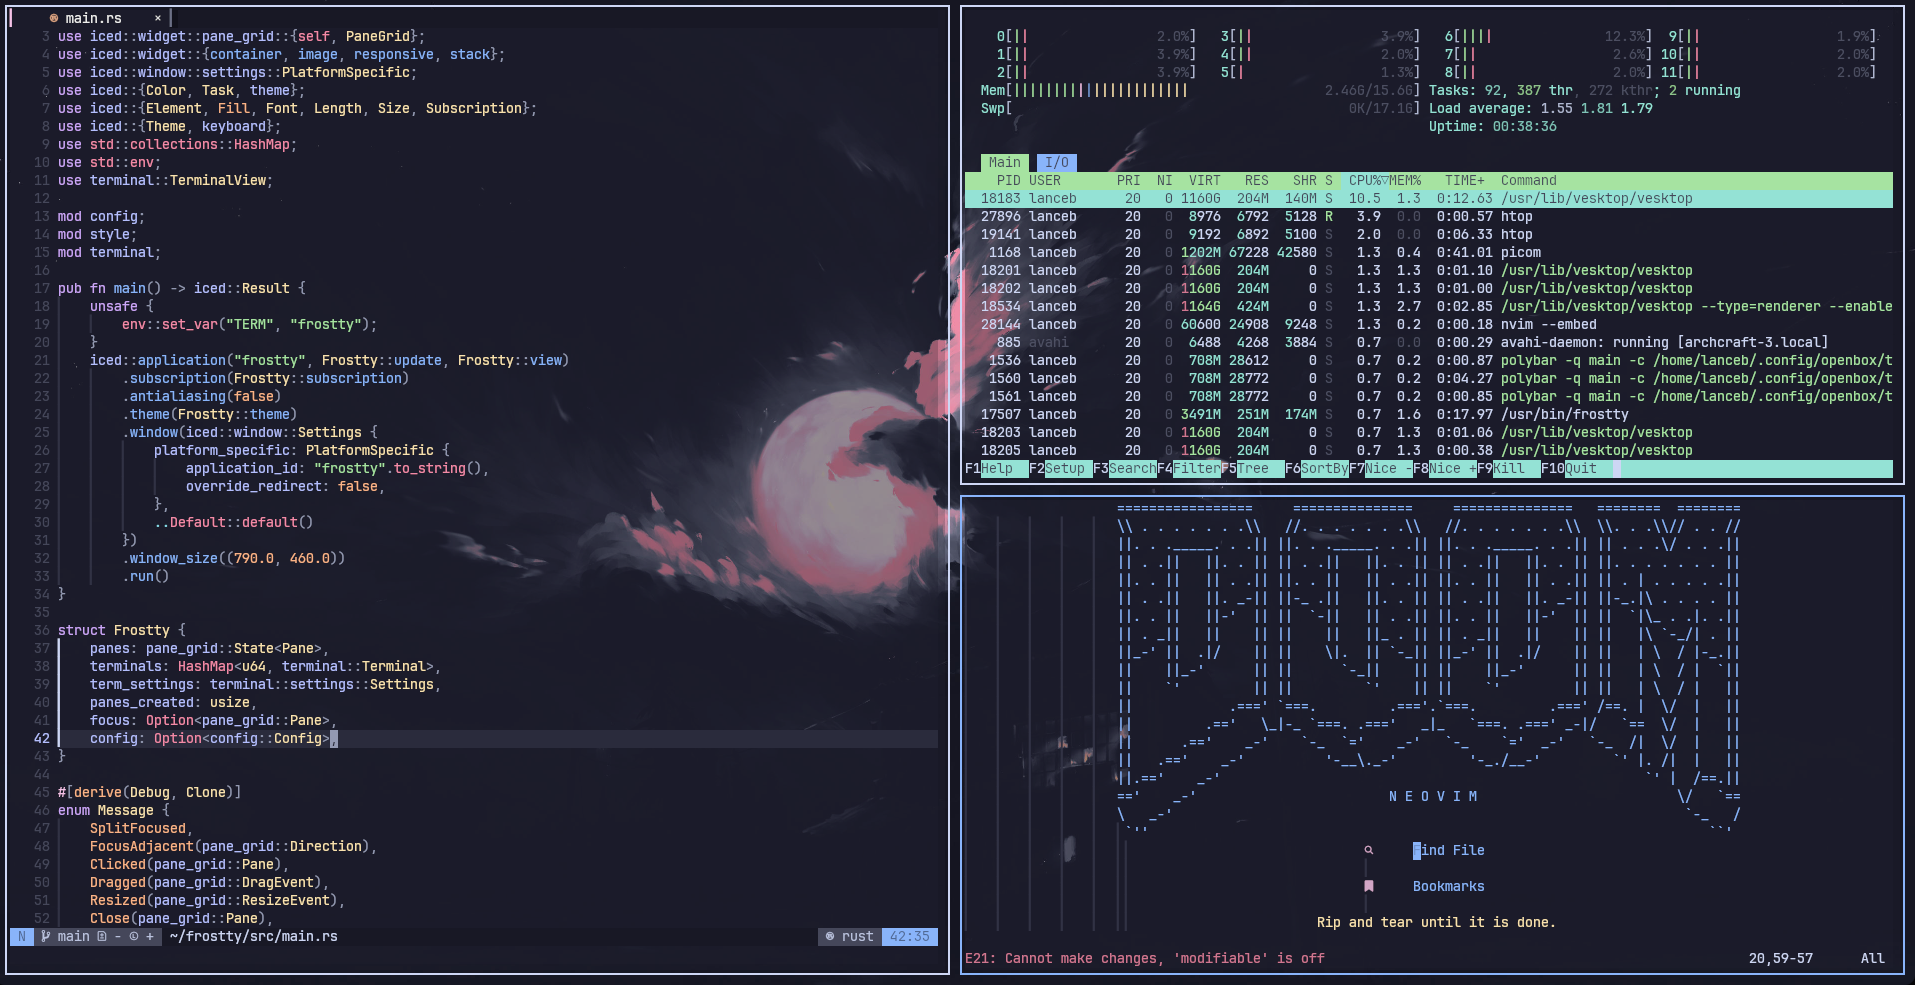 main.rs ×
3 use iced::widget::pane_grid::{self, PaneGrid};
4 use iced::widget::{container, image, responsive, stack};
5 use iced::window::settings::PlatformSpecific;
6 use iced::{Color, Task, theme};
7 use iced::{Element, Fill, Font, Length, Size, Subscription};
8 use iced::{Theme, keyboard};
9 use std::collections::HashMap;
10 use std::env;
11 use terminal::TerminalView;
12
13 mod config;
14 mod style;
15 mod terminal;
16
17 pub fn main() -> iced::Result {
18 unsafe {
19 env::set_var("TERM", "frostty");
20 }
21 iced::application("frostty", Frostty::update, Frostty::view)
22 .subscription(Frostty::subscription)
23 .antialiasing(false)
24 .theme(Frostty::theme)
25 .window(iced::window::Settings {
26 platform_specific: PlatformSpecific {
27 application_id: "frostty".to_string(),
28 override_redirect: false,
29 },
30 ..Default::default()
31 })
32 .window_size((790.0, 460.0))
33 .run()
34 }
35
36 struct Frostty {
37 panes: pane_grid::State<Pane>,
38 terminals: HashMap<u64, terminal::Terminal>,
39 term_settings: terminal::settings::Settings,
40 panes_created: usize,
41 focus: Option<pane_grid::Pane>,
42 config: Option<config::Config>,
43 }
44
45 #[derive(Debug, Clone)]
46 enum Message {
47 SplitFocused,
48 FocusAdjacent(pane_grid::Direction),
49 Clicked(pane_grid::Pane),
50 Dragged(pane_grid::DragEvent),
51 Resized(pane_grid::ResizeEvent),
52 Close(pane_grid::Pane),
N main - + ~/frostty/src/main.rs rust 42:35
0[|| 2.0%] 3[|| 3.9%] 6[|||| 12.3%] 9[|| 1.9%]
1[|| 3.9%] 4[|| 2.0%] 7[|| 2.6%] 10[|| 2.0%]
2[|| 3.9%] 5[| 1.3%] 8[|| 2.0%] 11[|| 2.0%]
Mem[|||||||||||||||||||||| 2.46G/15.6G] Tasks: 92, 387 thr, 272 kthr; 2 running
Swp[ 0K/17.1G] Load average: 1.55 1.81 1.79
Uptime: 00:38:36
Main I/O
PID USER PRI NI VIRT RES SHR S CPU%▽MEM% TIME+ Command
18183 lanceb 20 0 1160G 204M 140M S 10.5 1.3 0:12.63 /usr/lib/vesktop/vesktop
27896 lanceb 20 0 8976 6792 5128 R 3.9 0.0 0:00.57 htop
19141 lanceb 20 0 9192 6892 5100 S 2.0 0.0 0:06.33 htop
1168 lanceb 20 0 1202M 67228 42580 S 1.3 0.4 0:41.01 picom
18201 lanceb 20 0 1160G 204M 0 S 1.3 1.3 0:01.10 /usr/lib/vesktop/vesktop
18202 lanceb 20 0 1160G 204M 0 S 1.3 1.3 0:01.00 /usr/lib/vesktop/vesktop
18534 lanceb 20 0 1164G 424M 0 S 1.3 2.7 0:02.85 /usr/lib/vesktop/vesktop --type=renderer --enable
28144 lanceb 20 0 60600 24908 9248 S 1.3 0.2 0:00.18 nvim --embed
885 avahi 20 0 6488 4268 3884 S 0.7 0.0 0:00.29 avahi-daemon: running [archcraft-3.local]
1536 lanceb 20 0 708M 28612 0 S 0.7 0.2 0:00.87 polybar -q main -c /home/lanceb/.config/openbox/t
1560 lanceb 20 0 708M 28772 0 S 0.7 0.2 0:04.27 polybar -q main -c /home/lanceb/.config/openbox/t
1561 lanceb 20 0 708M 28772 0 S 0.7 0.2 0:00.85 polybar -q main -c /home/lanceb/.config/openbox/t
17507 lanceb 20 0 3491M 251M 174M S 0.7 1.6 0:17.97 /usr/bin/frostty
18203 lanceb 20 0 1160G 204M 0 S 0.7 1.3 0:01.06 /usr/lib/vesktop/vesktop
18205 lanceb 20 0 1160G 204M 0 S 0.7 1.3 0:00.38 /usr/lib/vesktop/vesktop
F1Help F2Setup F3SearchF4FilterF5Tree F6SortByF7Nice -F8Nice +F9Kill F10Quit
DOOM
N E O V I M
Find File
Bookmarks
Rip and tear until it is done.
E21: Cannot make changes, 'modifiable' is off 20,59-57 All